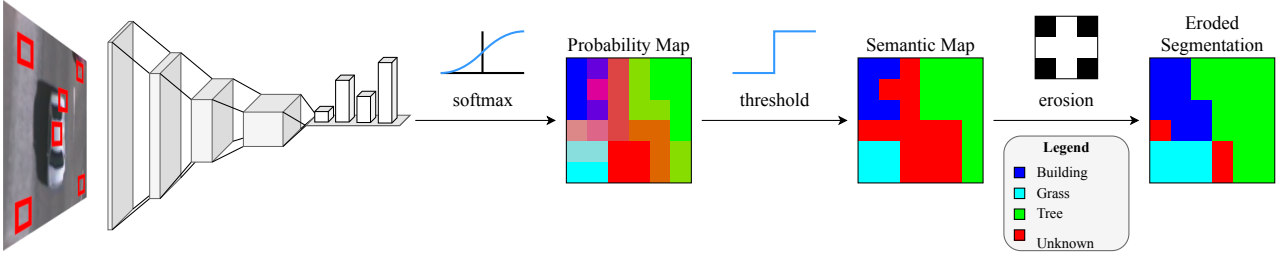 softmax
Probability Map
threshold
Semantic Map
erosion
Eroded
Segmentation
Legend
Building
Grass
Tree
Unknown